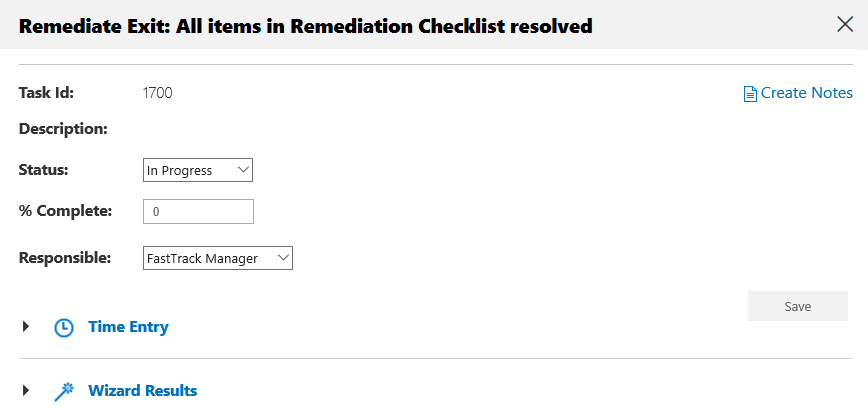 Remediate Exit: All items in Remediation Checklist resolved
Task Id: 1700 Create Notes
Description:
Status: In Progress
% Complete: 0
Responsible: FastTrack Manager
Save
Time Entry
Wizard Results